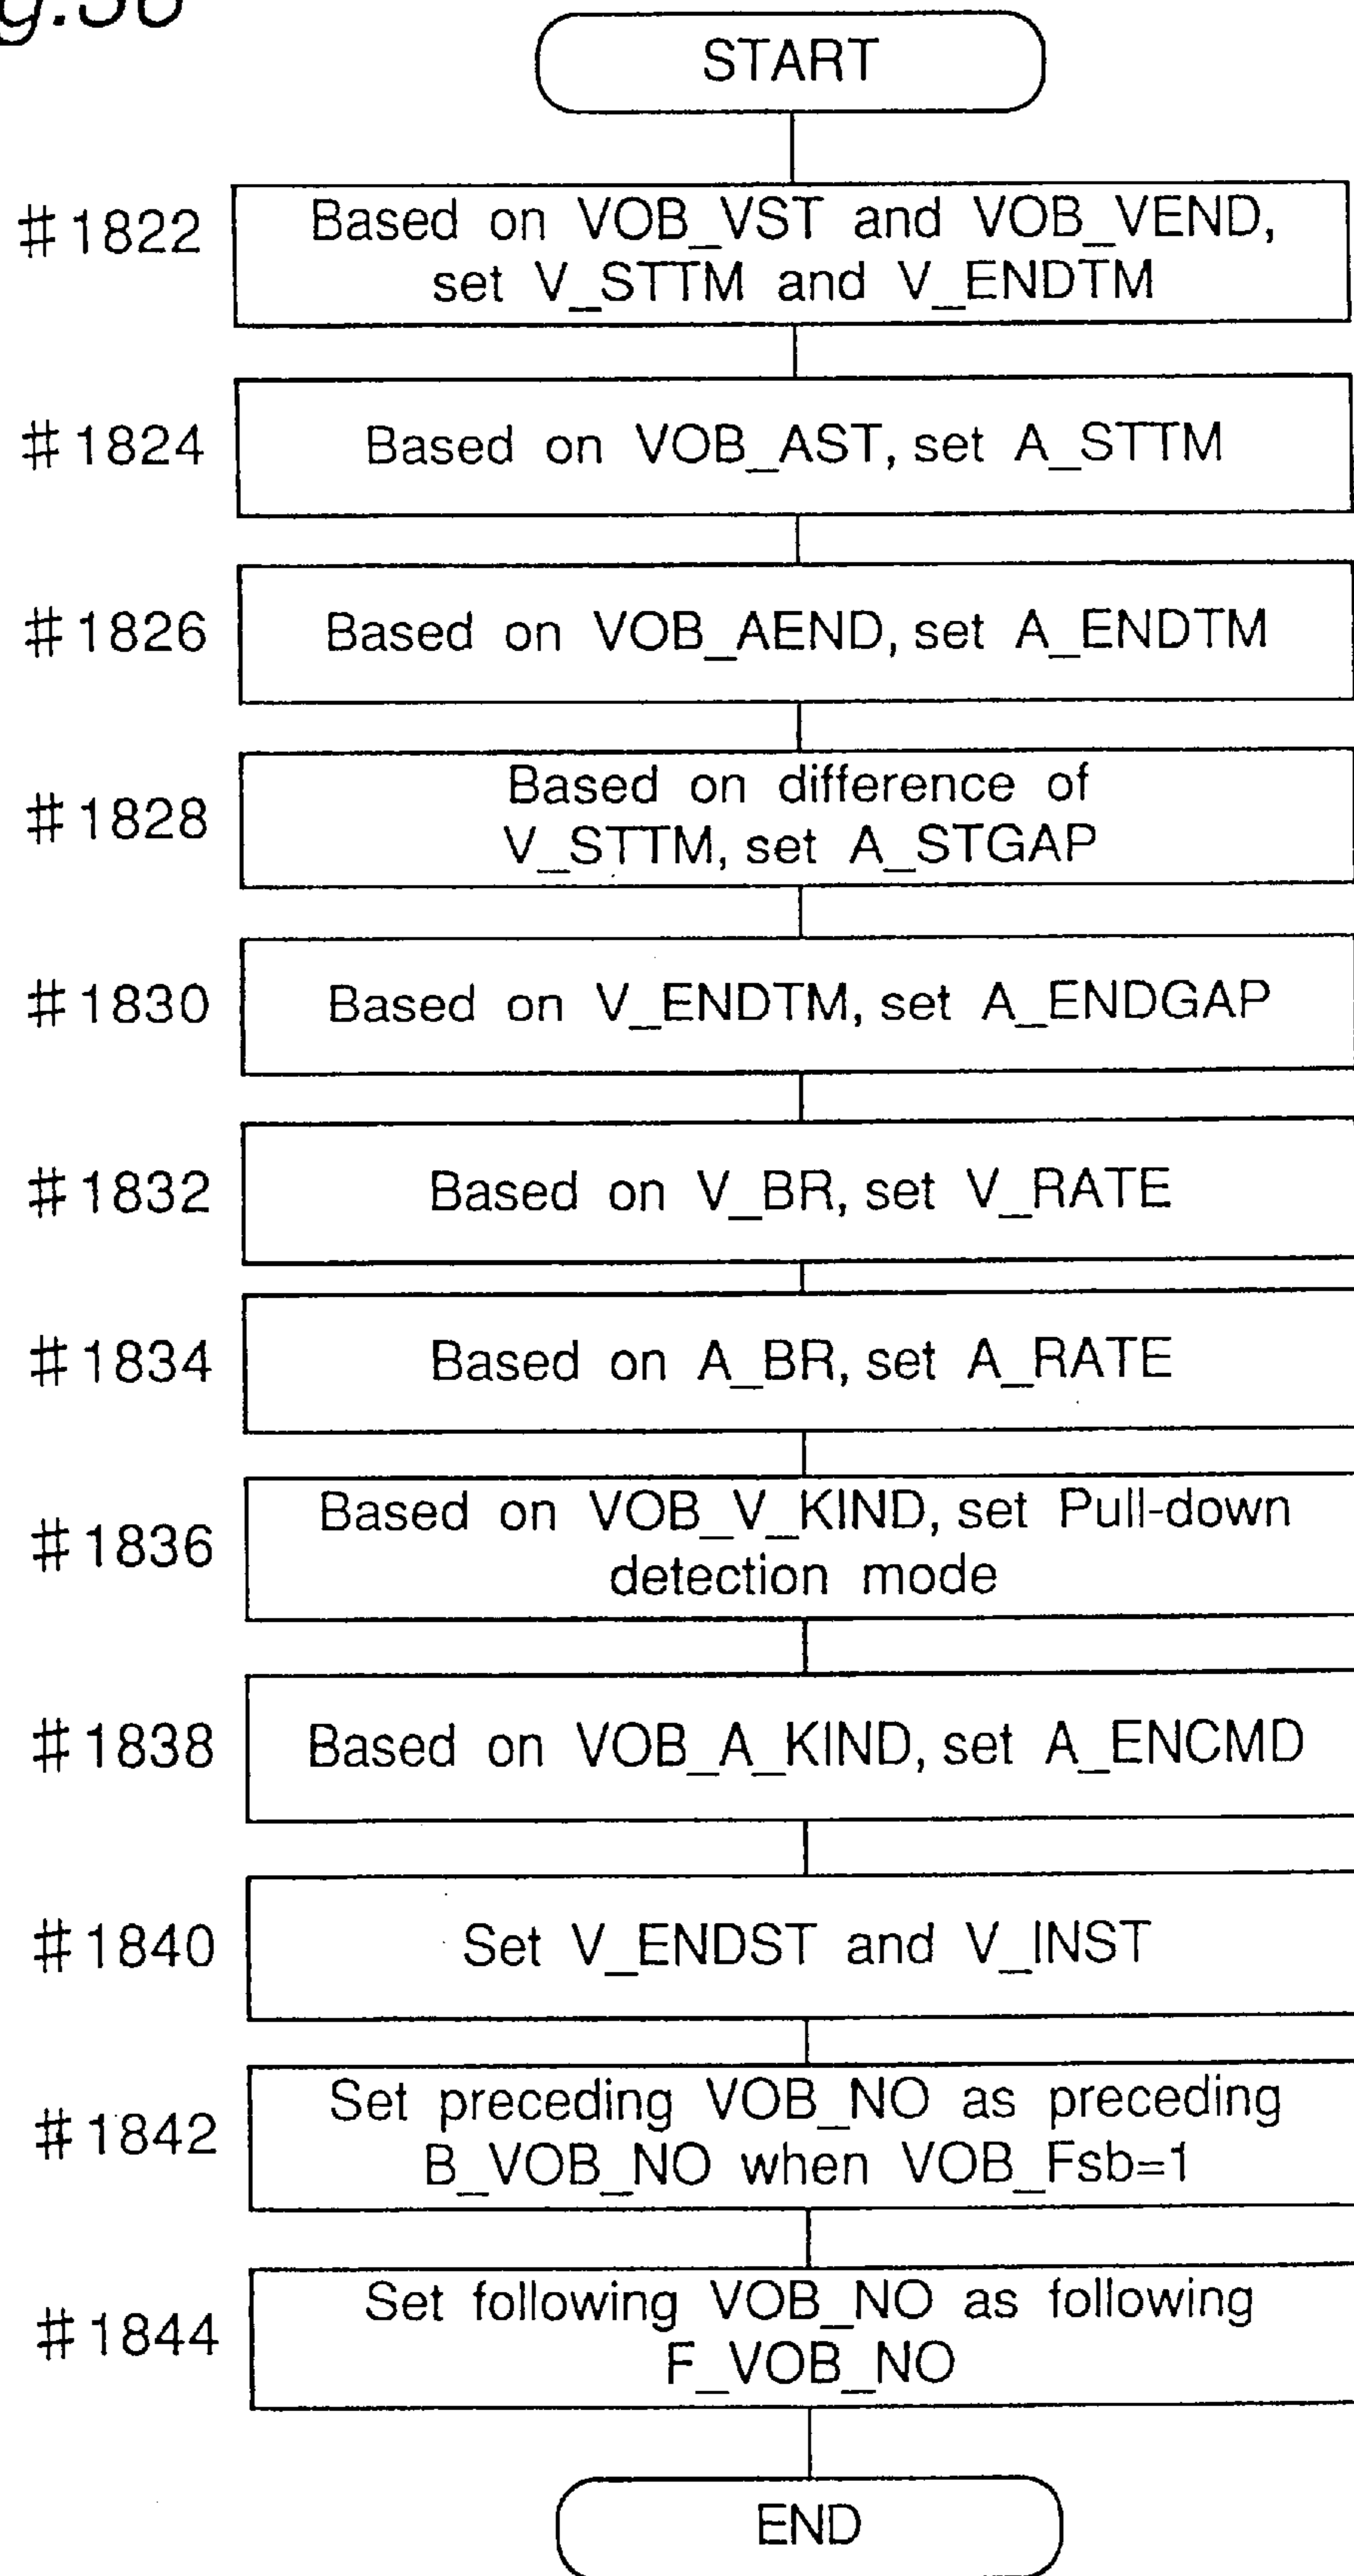 START
#1822
Based on VOB_VST and VOB_VEND,
set V_STTM and V_ENDTM
#1824
Based on VOB_AST, set A_STTM
#1826
Based on VOB_AEND, set A_ENDTM
#1828
Based on difference of
V_STTM, set A_STGAP
#1830
Based on V_ENDTM, set A_ENDGAP
#1832
Based on V_BR, set V_RATE
#1834
Based on A_BR, set A_RATE
#1836
Based on VOB_V_KIND, set Pull-down
detection mode
#1838
Based on VOB_A_KIND, set A_ENCMD
#1840
Set V_ENDST and V_INST
#1842
Set preceding VOB_NO as preceding
B_VOB_NO when VOB_Fsb=1
#1844
Set following VOB_NO as following
F_VOB_NO
END